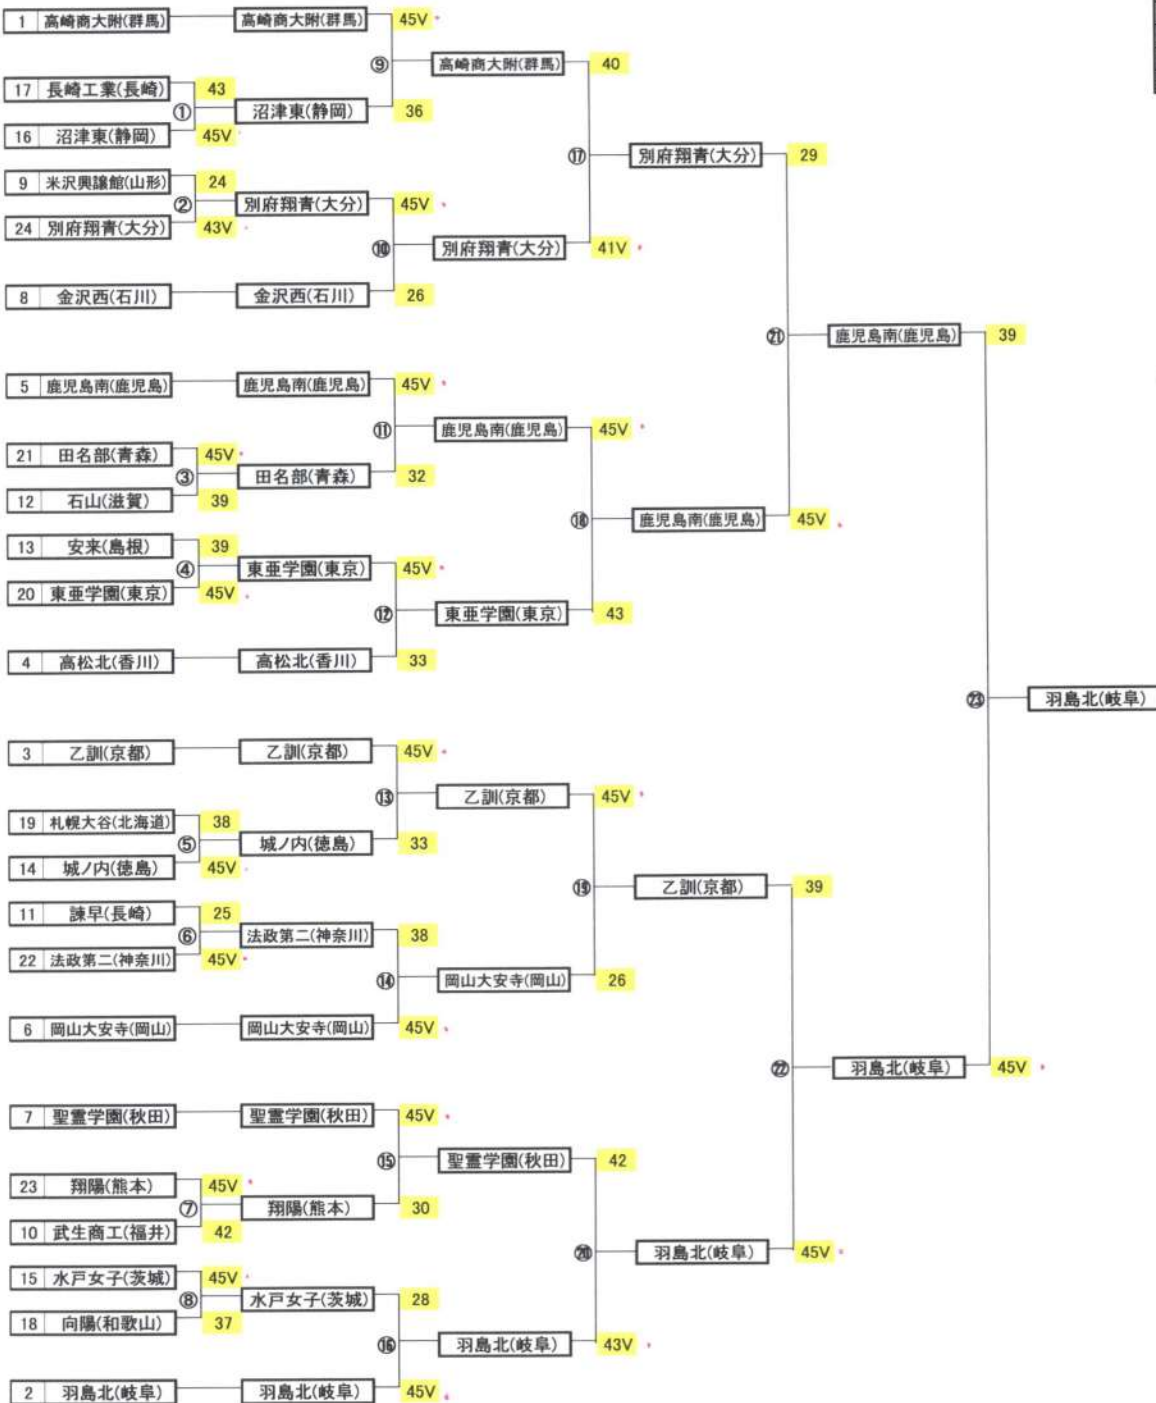 1 高崎商大附(群馬) 高崎商大附(群馬) 45V
⑨ 高崎商大附(群馬) 40
17 長崎工業(長崎) 43
① 沼津東(静岡) 36
16 沼津東(静岡) 45V
⑰ 別府翔青(大分) 29
9 米沢興譲館(山形) 24
② 別府翔青(大分) 45V
24 別府翔青(大分) 43V
⑩ 別府翔青(大分) 41V
8 金沢西(石川) 金沢西(石川) 26
㉑ 鹿児島南(鹿児島) 39
5 鹿児島南(鹿児島) 鹿児島南(鹿児島) 45V
⑪ 鹿児島南(鹿児島) 45V
21 田名部(青森) 45V
③ 田名部(青森) 32
12 石山(滋賀) 39
⑱ 鹿児島南(鹿児島) 45V
13 安来(島根) 39
④ 東亜学園(東京) 45V
20 東亜学園(東京) 45V
⑫ 東亜学園(東京) 43
4 高松北(香川) 高松北(香川) 33
㉓ 羽島北(岐阜)
3 乙訓(京都) 乙訓(京都) 45V
⑬ 乙訓(京都) 45V
19 札幌大谷(北海道) 38
⑤ 城ノ内(徳島) 33
14 城ノ内(徳島) 45V
⑲ 乙訓(京都) 39
11 諫早(長崎) 25
⑥ 法政第二(神奈川) 38
22 法政第二(神奈川) 45V
⑭ 岡山大安寺(岡山) 26
6 岡山大安寺(岡山) 岡山大安寺(岡山) 45V
㉒ 羽島北(岐阜) 45V
7 聖霊学園(秋田) 聖霊学園(秋田) 45V
⑮ 聖霊学園(秋田) 42
23 翔陽(熊本) 45V
⑦ 翔陽(熊本) 30
10 武生商工(福井) 42
⑳ 羽島北(岐阜) 45V
15 水戸女子(茨城) 45V
⑧ 水戸女子(茨城) 28
18 向陽(和歌山) 37
⑯ 羽島北(岐阜) 43V
2 羽島北(岐阜) 羽島北(岐阜) 45V